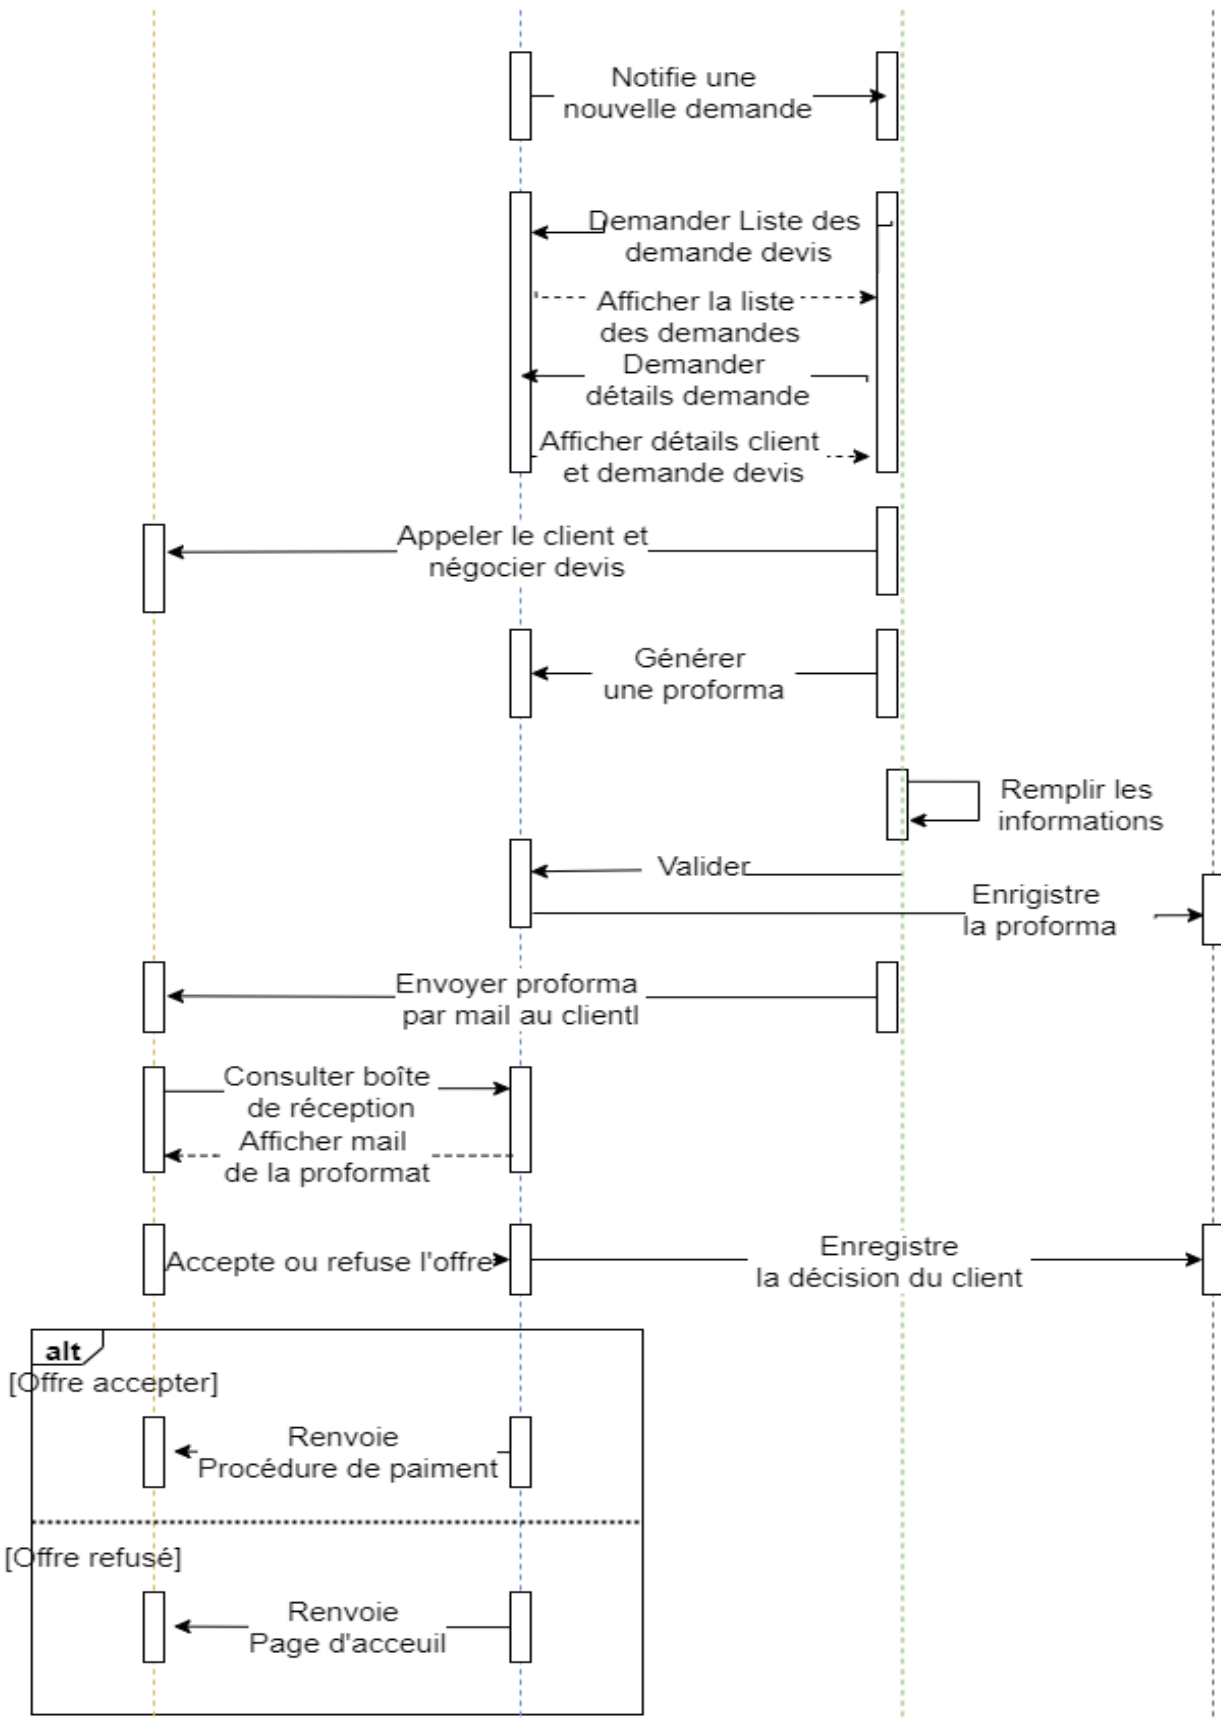 Notifie une
nouvelle demande
Demander Liste des
demande devis
Afficher la liste
des demandes
Demander
détails demande
Afficher détails client
et demande devis
Appeler le client et
négocier devis
Générer
une proforma
Remplir les
informations
Valider
Enrigistre
la proforma
Envoyer proforma
par mail au clientl
Consulter boîte
de réception
Afficher mail
de la proformat
Accepte ou refuse l'offre
Enregistre
la décision du client
alt
[Offre accepter]
Renvoie
Procédure de paiment
[Offre refusé]
Renvoie
Page d'acceuil